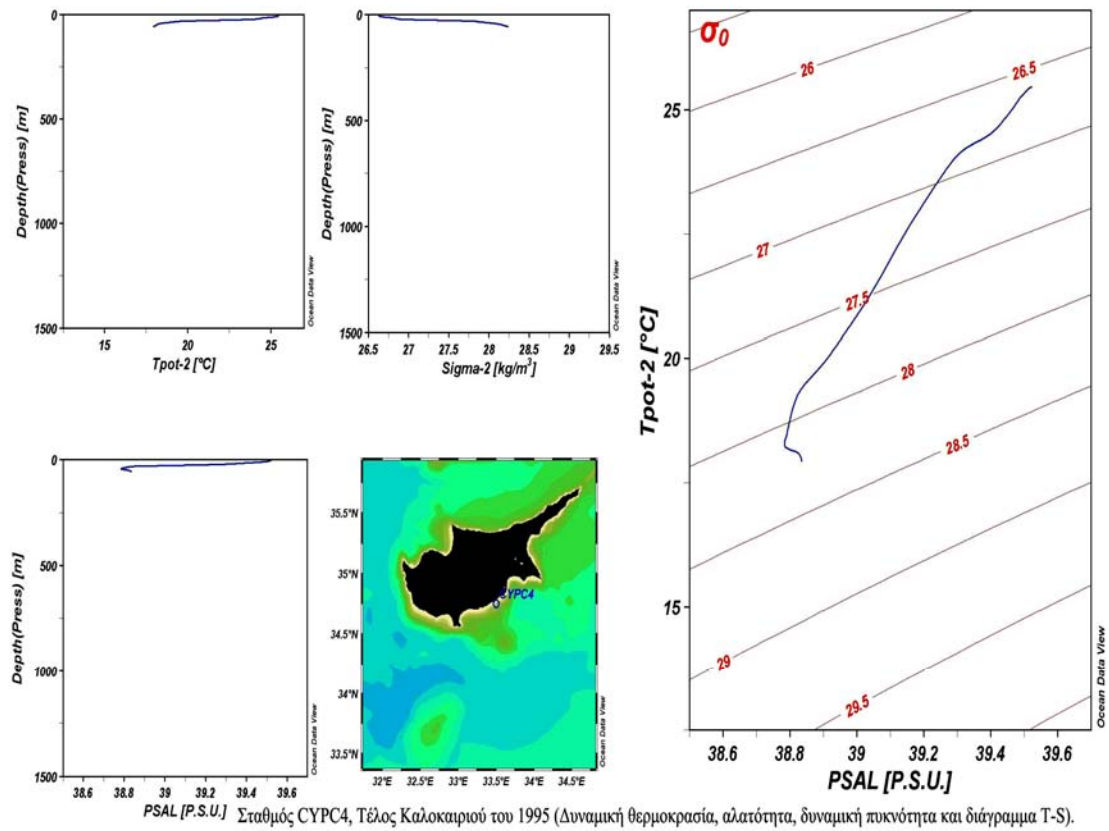 0
500
1000
1500
Depth(Press) [m]
15
20
25
Tpot-2 [°C]
Ocean Data View
0
500
1000
1500
Depth(Press) [m]
26.5
27
27.5
28
28.5
29
29.5
Sigma-2 [kg/m³]
Ocean Data View
σ0
26
26.5
27
27.5
28
28.5
29
29.5
25
20
15
Tpot-2 [°C]
38.6
38.8
39
39.2
39.4
39.6
PSAL [P.S.U.]
Ocean Data View
0
500
1000
1500
Depth(Press) [m]
38.6
38.8
39
39.2
39.4
39.6
PSAL [P.S.U.]
Ocean Data View
35.5°N
35°N
34.5°N
34°N
33.5°N
CYPC4
32°E
32.5°E
33°E
33.5°E
34°E
34.5°E
Ocean Data View
Σταθμός CYPC4, Τέλος Καλοκαιριού του 1995 (Δυναμική θερμοκρασία, αλατότητα, δυναμική πυκνότητα και διάγραμμα T-S).